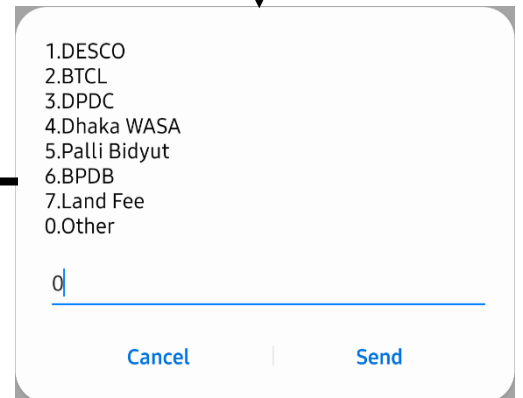 1.DESCO
2.BTCL
3.DPDC
4.Dhaka WASA
5.Palli Bidyut
6.BPDB
7.Land Fee
0.Other
0
Cancel
Send